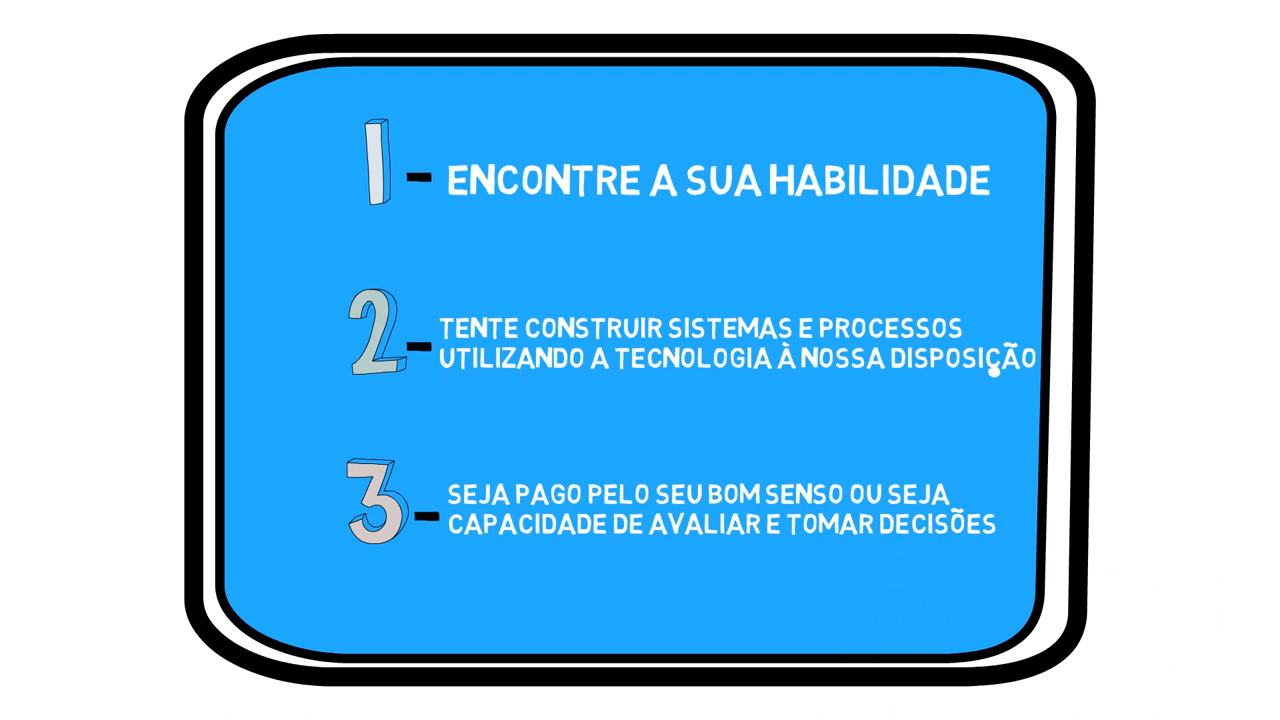 1 - ENCONTRE A SUA HABILIDADE
2 - TENTE CONSTRUIR SISTEMAS E PROCESSOS
UTILIZANDO A TECNOLOGIA À NOSSA DISPOSIÇÃO
3 - SEJA PAGO PELO SEU BOM SENSO OU SEJA
CAPACIDADE DE AVALIAR E TOMAR DECISÕES